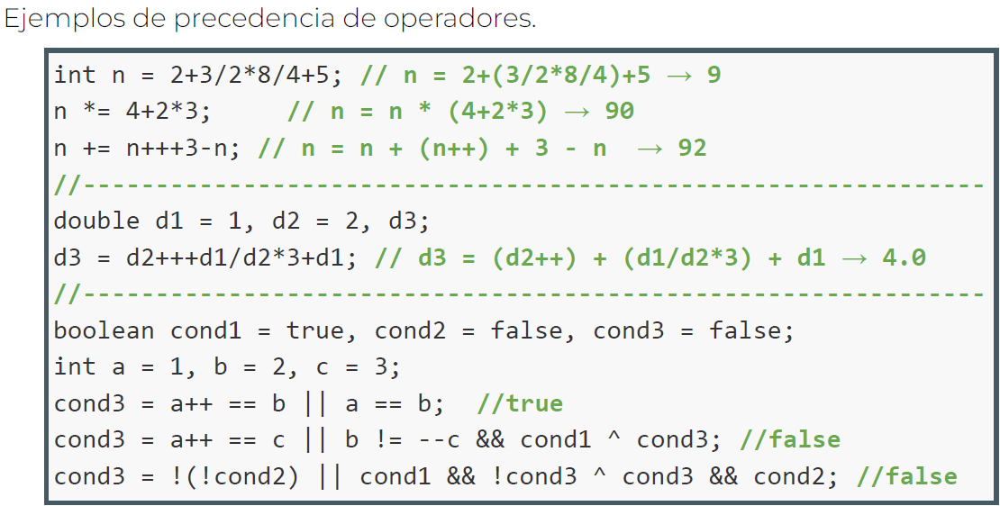 Ejemplos de precedencia de operadores.
int n = 2+3/2*8/4+5; // n = 2+(3/2*8/4)+5 → 9
n *= 4+2*3; // n = n * (4+2*3) → 90
n += n+++3-n; // n = n + (n++) + 3 - n → 92
//--------------------------------------------------------------
double d1 = 1, d2 = 2, d3;
d3 = d2+++d1/d2*3+d1; // d3 = (d2++) + (d1/d2*3) + d1 → 4.0
//--------------------------------------------------------------
boolean cond1 = true, cond2 = false, cond3 = false;
int a = 1, b = 2, c = 3;
cond3 = a++ == b || a == b; //true
cond3 = a++ == c || b != --c && cond1 ^ cond3; //false
cond3 = !(!cond2) || cond1 && !cond3 ^ cond3 && cond2; //false